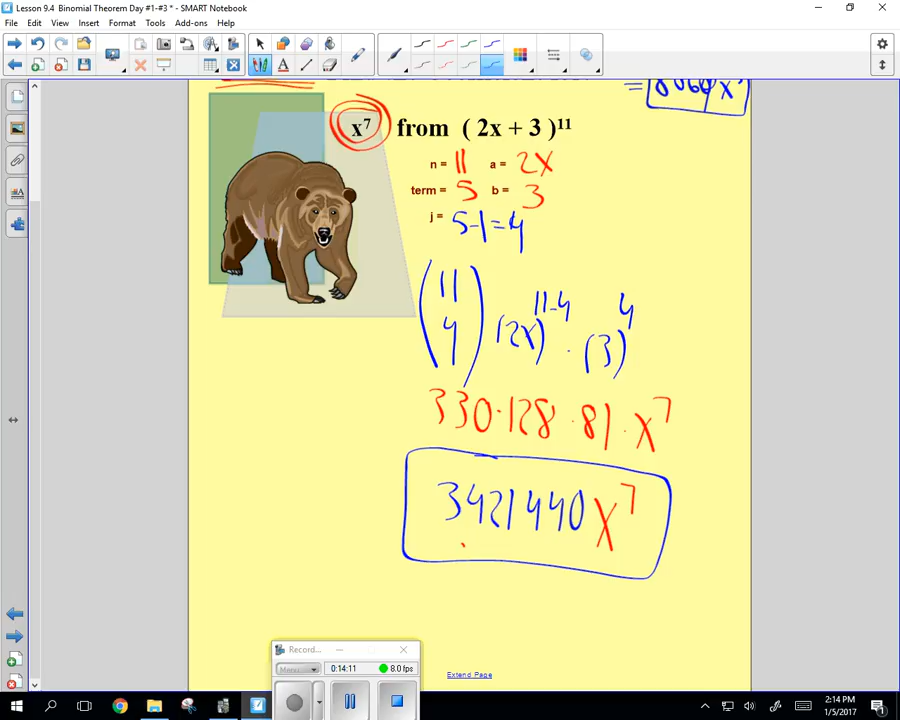 Lesson 9.4 Binomial Theorem Day #1-#3 * - SMART Notebook
File Edit View Insert Format Tools Add-ons Help
x⁷ from ( 2x + 3 )¹¹
n = 11 a = 2x
term = 5 b = 3
j = 5-1=4
(11 4) (2x)¹¹⁻⁴ · (3)⁴
330·128·81·x⁷
3421440x⁷
Record...
Menu 0:14:11 8.0 fps
Extend Page
2:14 PM
1/5/2017